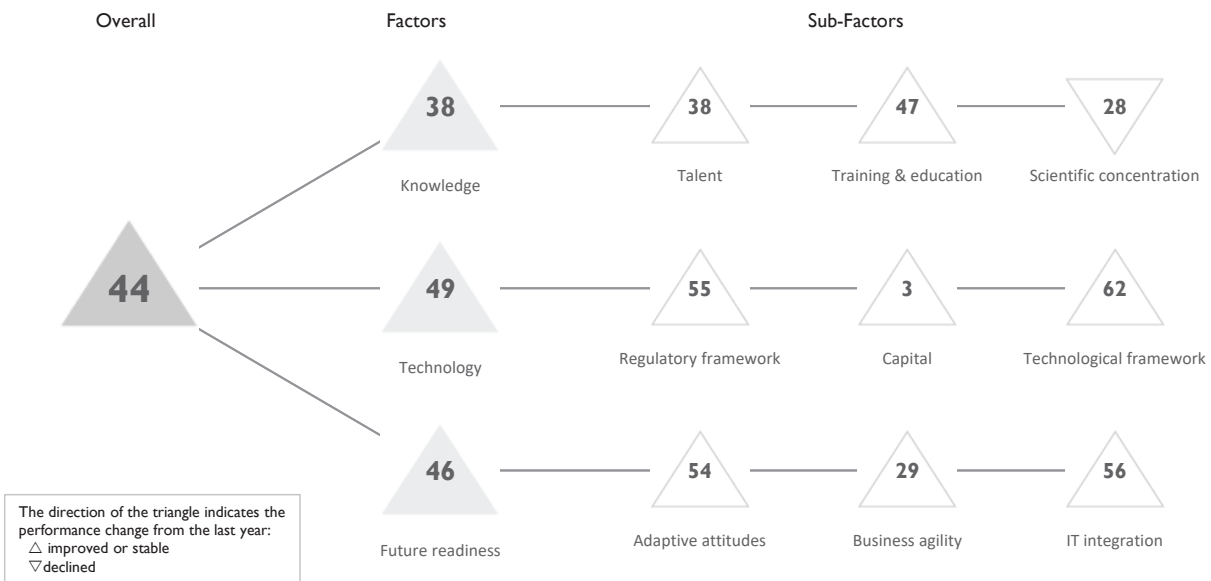 Overall
Factors
Sub-Factors
38
38
47
28
Knowledge
Talent
Training & education
Scientific concentration
44
49
55
3
62
Technology
Regulatory framework
Capital
Technological framework
46
54
29
56
Future readiness
Adaptive attitudes
Business agility
IT integration
The direction of the triangle indicates the
performance change from the last year:
△ improved or stable
▽declined